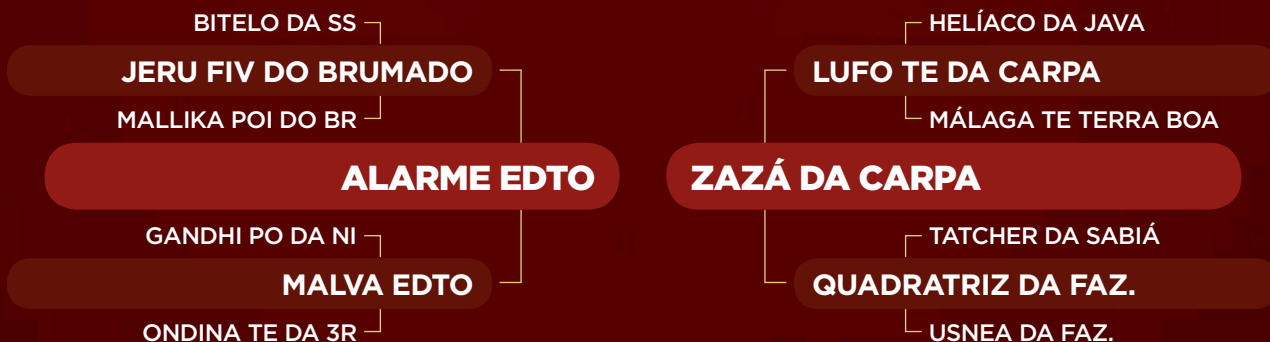 BITELO DA SS
JERU FIV DO BRUMADO
MALLIKA POI DO BR
ALARME EDTO
GANDHI PO DA NI
MALVA EDTO
ONDINA TE DA 3R
HELÍACO DA JAVA
LUFO TE DA CARPA
MÁLAGA TE TERRA BOA
ZAZÁ DA CARPA
TATCHER DA SABIÁ
QUADRATRIZ DA FAZ.
USNEA DA FAZ.